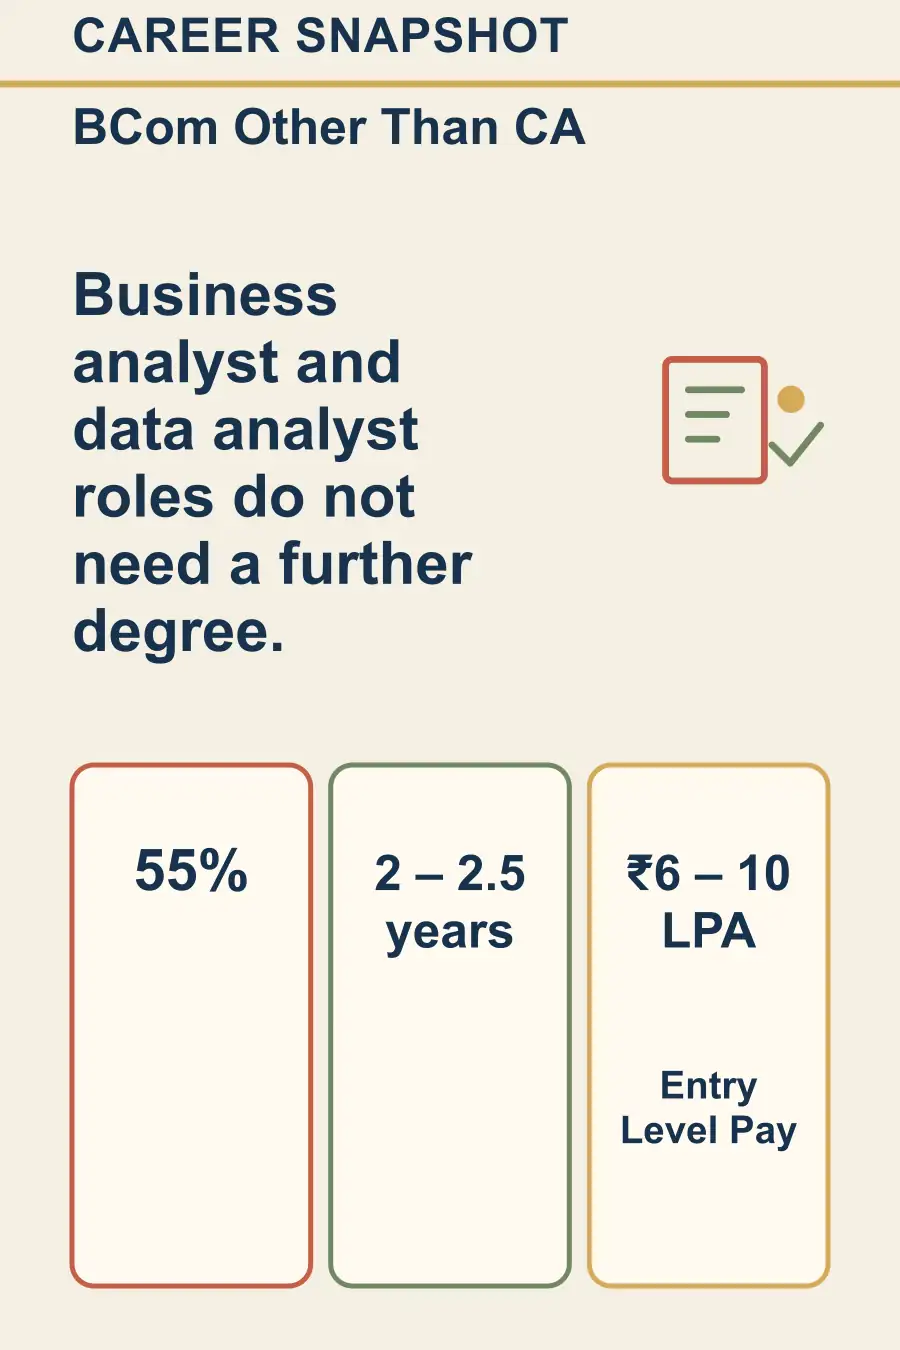 CAREER SNAPSHOT
BCom Other Than CA
Business
analyst and
data analyst
roles do not
need a further
degree.
55%
2 – 2.5
years
₹6 – 10
LPA
Entry
Level Pay